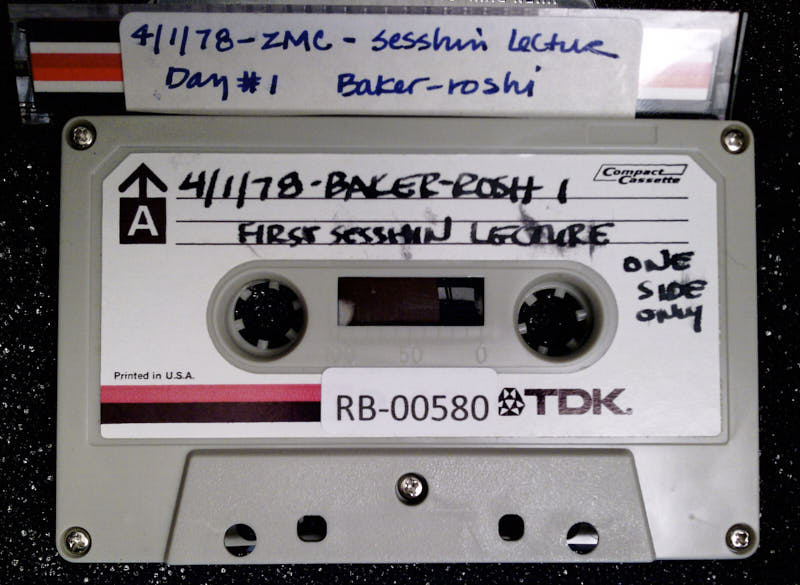 4/1/78-ZMC - Sesshin Lecture
Day #1 Baker-roshi
4/1/78-BAKER-ROSHI
Compact Cassette
A
FIRST SESSHIN LECTURE
ONE
SIDE
ONLY
100 50 0
Printed in U.S.A.
RB-00580
TDK®